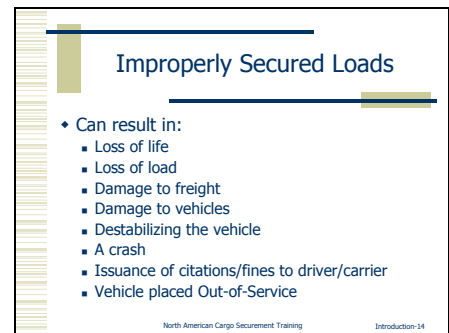 Improperly Secured Loads
Can result in:
Loss of life
Loss of load
Damage to freight
Damage to vehicles
Destabilizing the vehicle
A crash
Issuance of citations/fines to driver/carrier
Vehicle placed Out-of-Service
North American Cargo Securement Training
Introduction-14